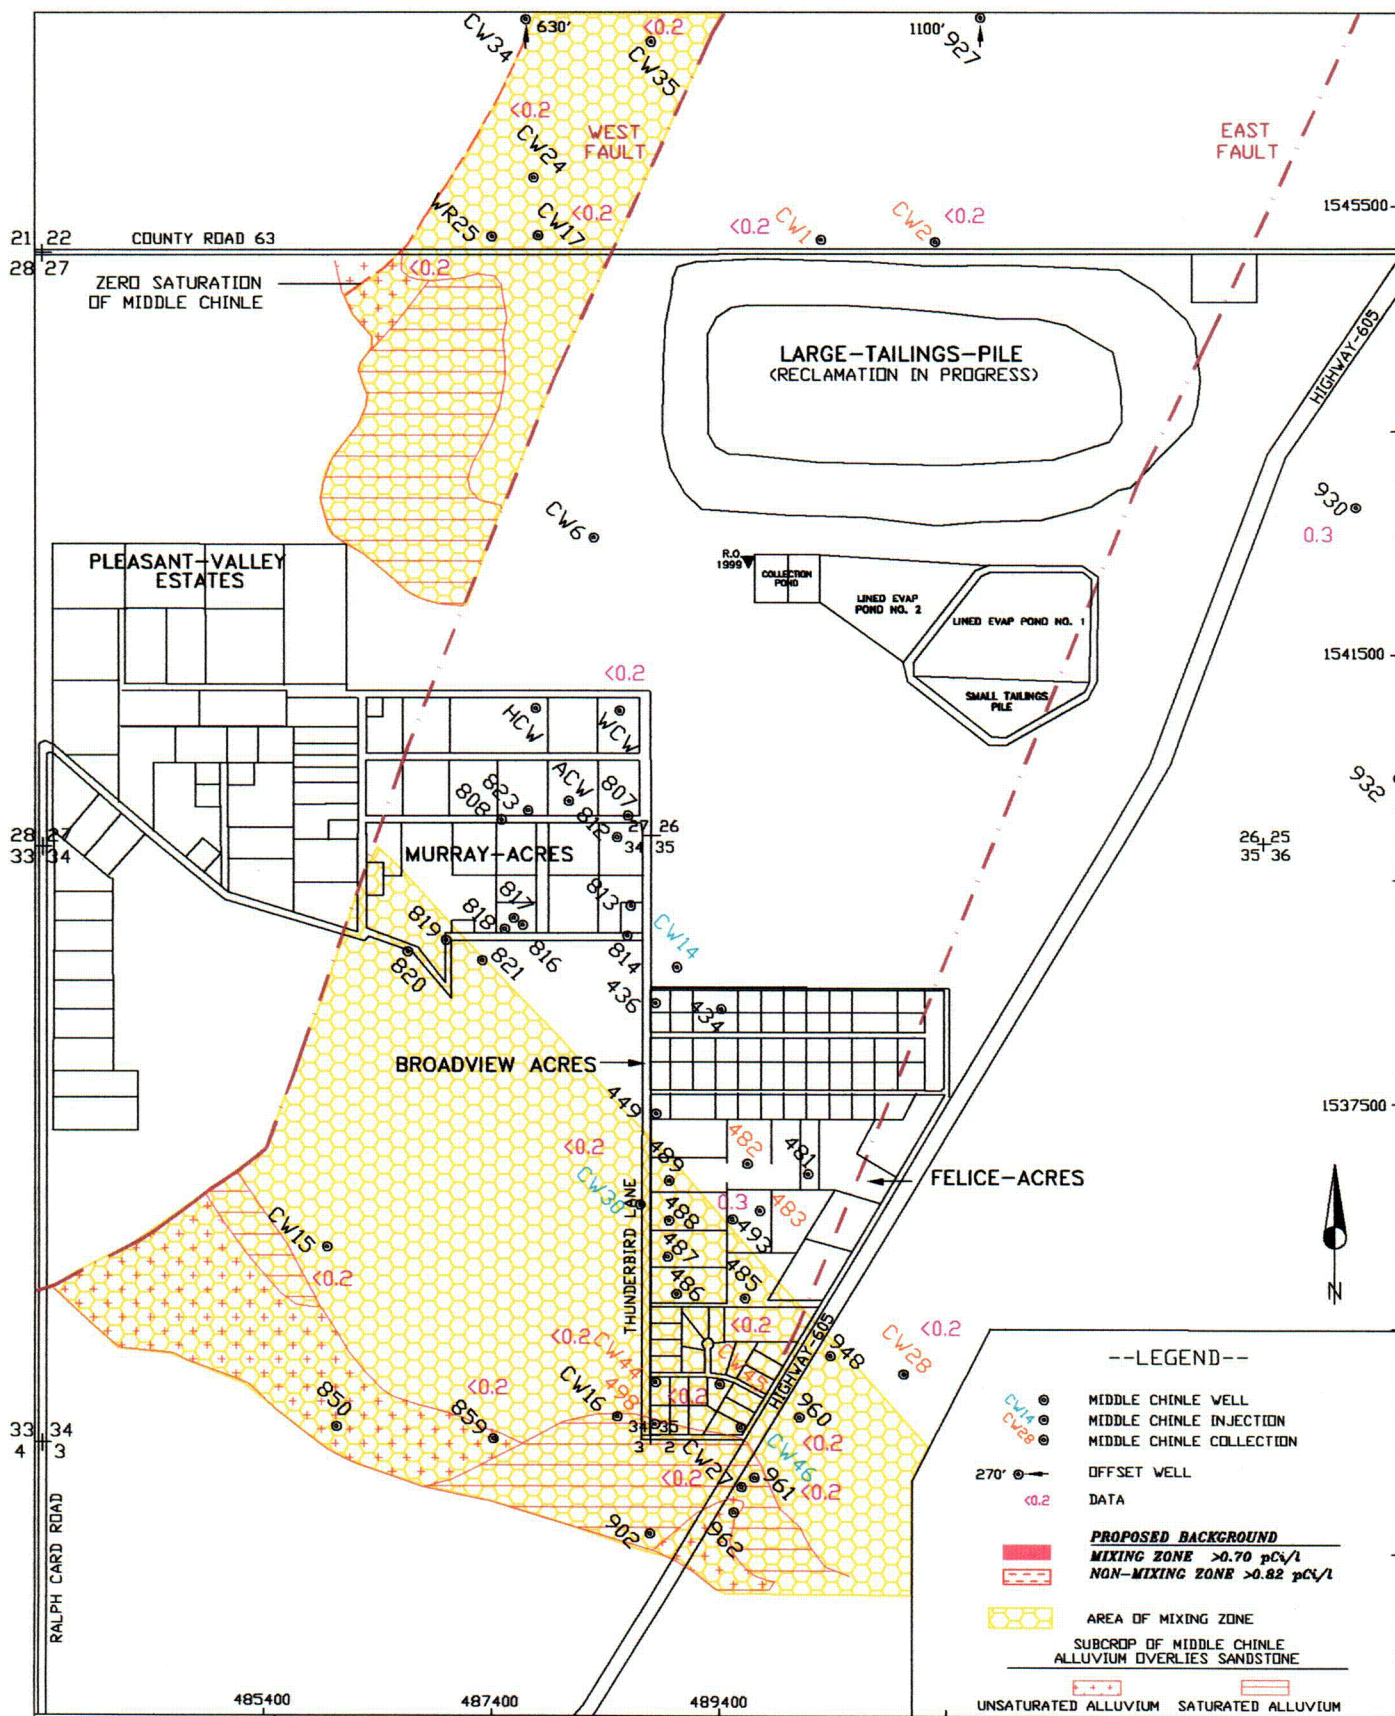 CW34
630'
<0.2
CW35
1100'
927
<0.2
CW24
WEST
FAULT
EAST
FAULT
WR25
<0.2
CW17
<0.2
CW1
CW2
<0.2
1545500
21 22
28 27
COUNTY ROAD 63
<0.2
ZERO SATURATION
OF MIDDLE CHINLE
HIGHWAY-605
LARGE-TAILINGS-PILE
(RECLAMATION IN PROGRESS)
930
0.3
CW6
PLEASANT-VALLEY
ESTATES
R.O.
1999
COLLECTION
POND
LINED EVAP
POND NO. 2
LINED EVAP POND NO. 1
SMALL TAILINGS
PILE
1541500
<0.2
HCW
WCW
932
ACW
823
808
807
812
28 27
33 34
27 26
34 35
26 25
35 36
MURRAY-ACRES
813
817
818
819
816
814
CW14
820
821
436
434
BROADVIEW ACRES
449
1537500
<0.2
482
481
489
FELICE-ACRES
CW30
0.3
483
488
493
THUNDERBIRD LANE
CW15
487
<0.2
486
485
N
<0.2
<0.2
HIGHWAY-605
948
<0.2
CW28
CW44
CW45
<0.2
850
859
<0.2
CW16
498
960
33 34
4 3
34 35
3 2
<0.2
CW46
CW27
<0.2
961
<0.2
902
962
RALPH CARD ROAD
485400
487400
489400
--LEGEND--
CW14
CW28
MIDDLE CHINLE WELL
MIDDLE CHINLE INJECTION
MIDDLE CHINLE COLLECTION
270'
OFFSET WELL
<0.2
DATA
PROPOSED BACKGROUND
MIXING ZONE >0.70 pCi/l
NON-MIXING ZONE >0.82 pCi/l
AREA OF MIXING ZONE
SUBCROP OF MIDDLE CHINLE
ALLUVIUM OVERLIES SANDSTONE
UNSATURATED ALLUVIUM
SATURATED ALLUVIUM